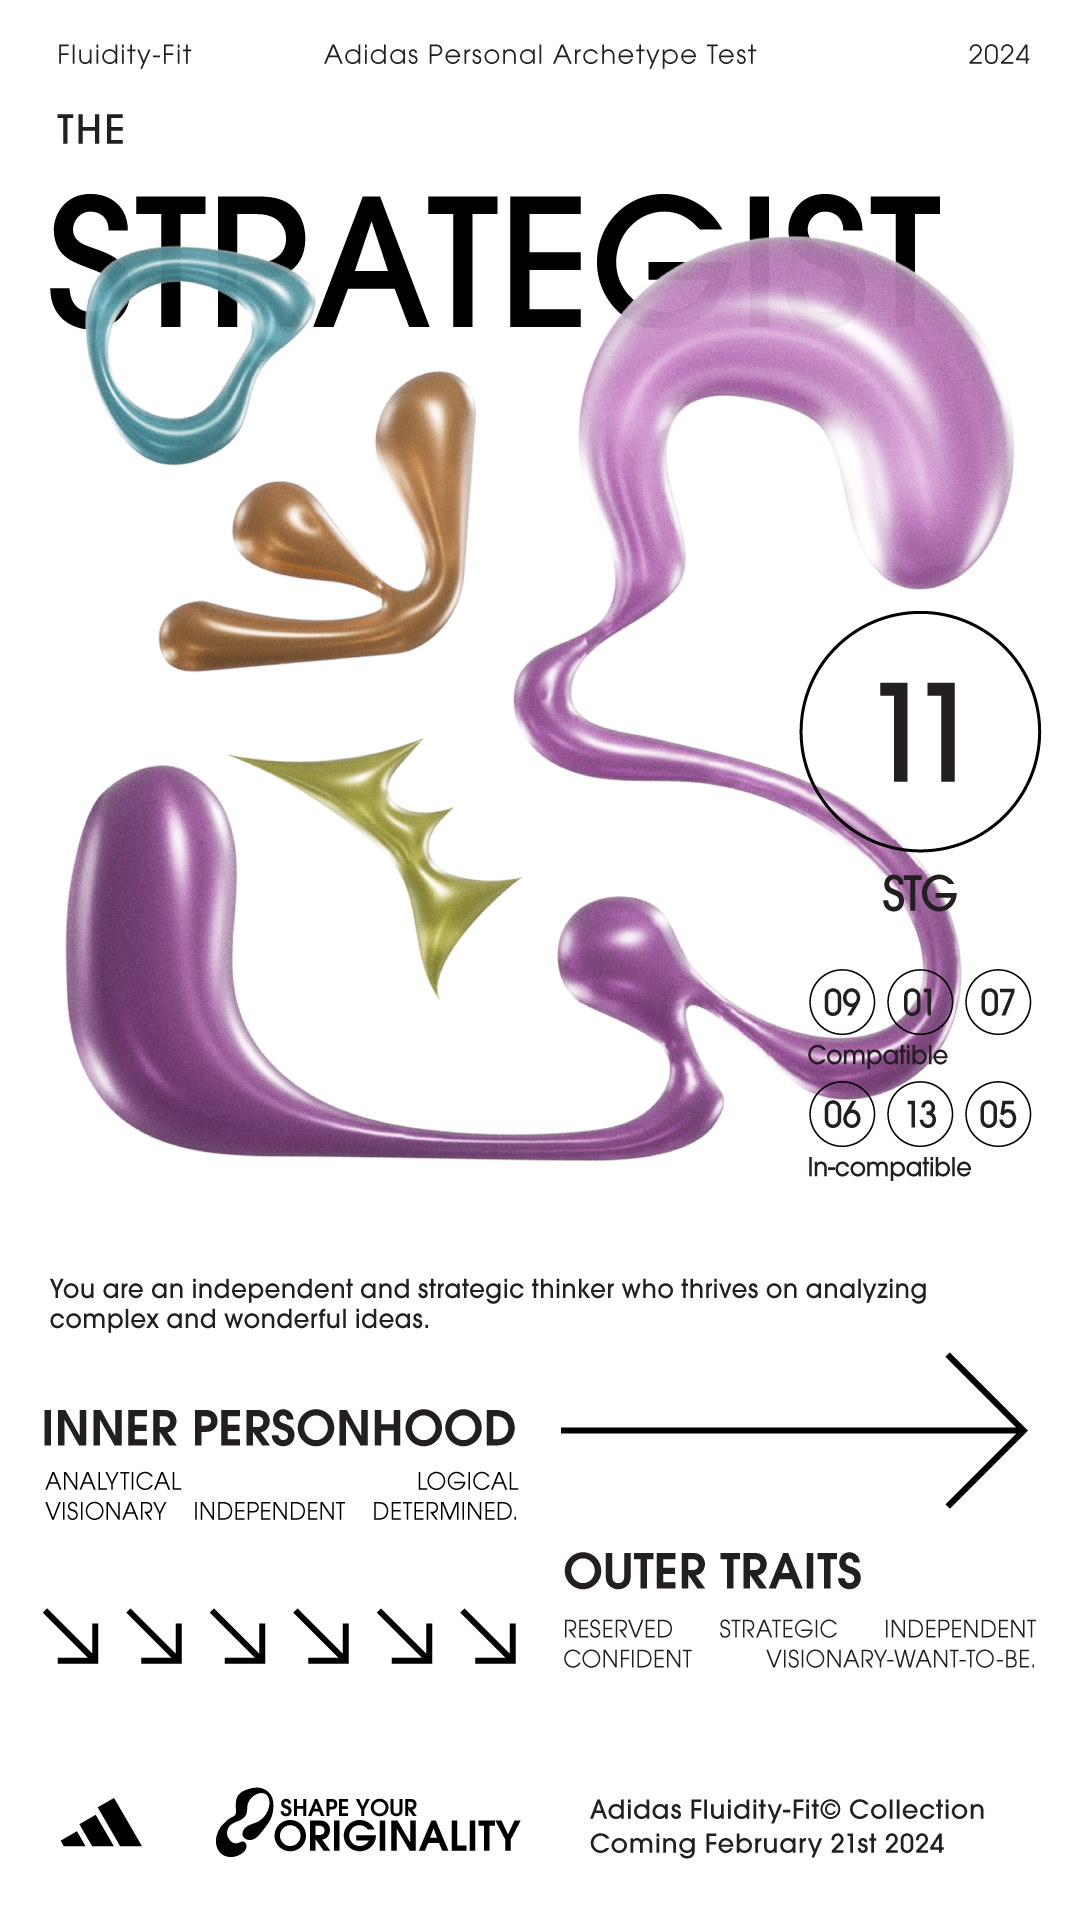 Fluidity-Fit Adidas Personal Archetype Test 2024
THE
STRATEGIST
11
STG
09 01 07
Compatible
06 13 05
In-compatible
You are an independent and strategic thinker who thrives on analyzing
complex and wonderful ideas.
INNER PERSONHOOD
ANALYTICAL LOGICAL
VISIONARY INDEPENDENT DETERMINED.
OUTER TRAITS
RESERVED STRATEGIC INDEPENDENT
CONFIDENT VISIONARY-WANT-TO-BE.
SHAPE YOUR
ORIGINALITY
Adidas Fluidity-Fit© Collection
Coming February 21st 2024